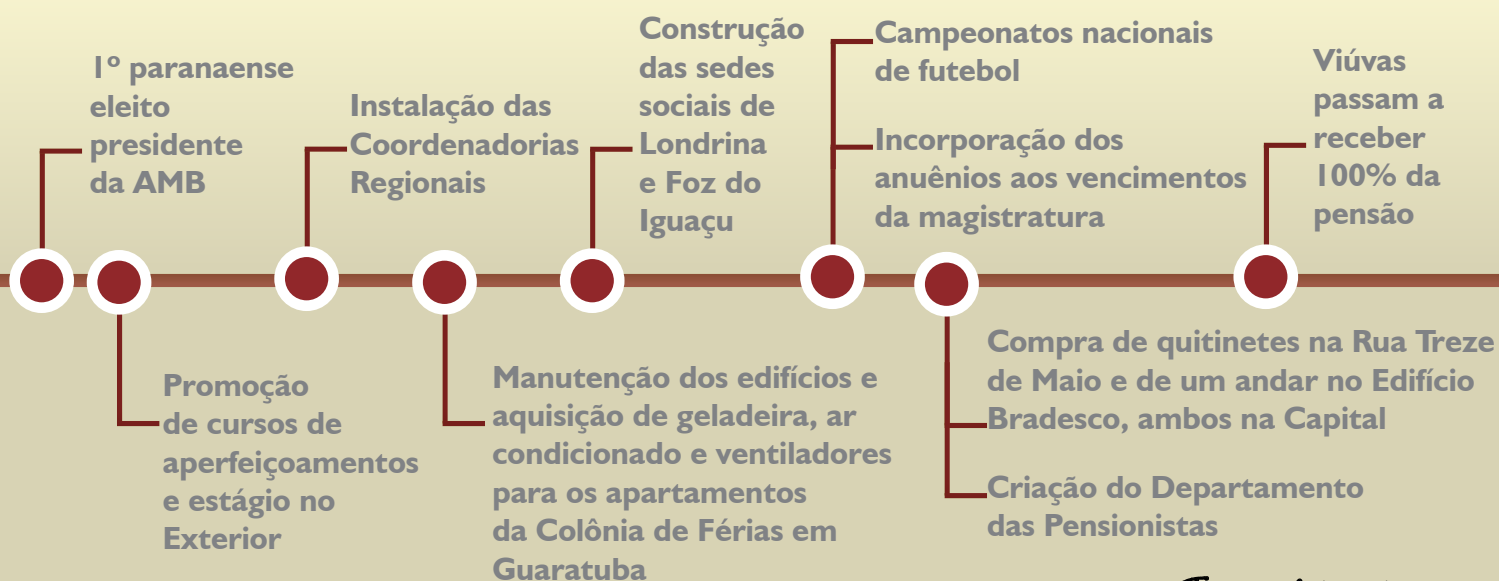 1º paranaense
eleito
presidente
da AMB
Promoção
de cursos de
aperfeiçoamentos
e estágio no
Exterior
Instalação das
Coordenadorias
Regionais
Manutenção dos edifícios e
aquisição de geladeira, ar
condicionado e ventiladores
para os apartamentos
da Colônia de Férias em
Guaratuba
Construção
das sedes
sociais de
Londrina
e Foz do
Iguaçu
Campeonatos nacionais
de futebol
Incorporação dos
anuênios aos vencimentos
da magistratura
Compra de quitinetes na Rua Treze
de Maio e de um andar no Edifício
Bradesco, ambos na Capital
Criação do Departamento
das Pensionistas
Viúvas
passam a
receber
100% da
pensão